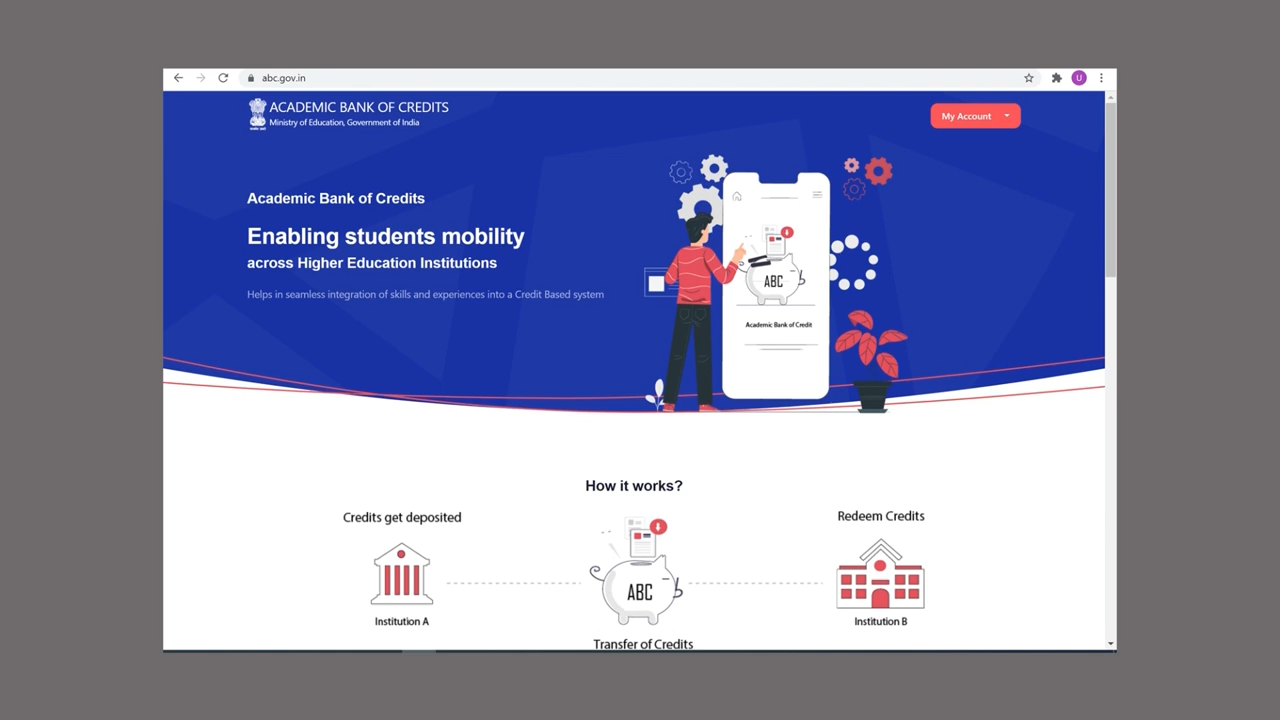 abc.gov.in
U
ACADEMIC BANK OF CREDITS
Ministry of Education, Government of India
My Account
Academic Bank of Credits
Enabling students mobility
across Higher Education Institutions
Helps in seamless integration of skills and experiences into a Credit Based system
ABC
Academic Bank of Credit
How it works?
Credits get deposited
Redeem Credits
ABC
Institution A
Institution B
Transfer of Credits